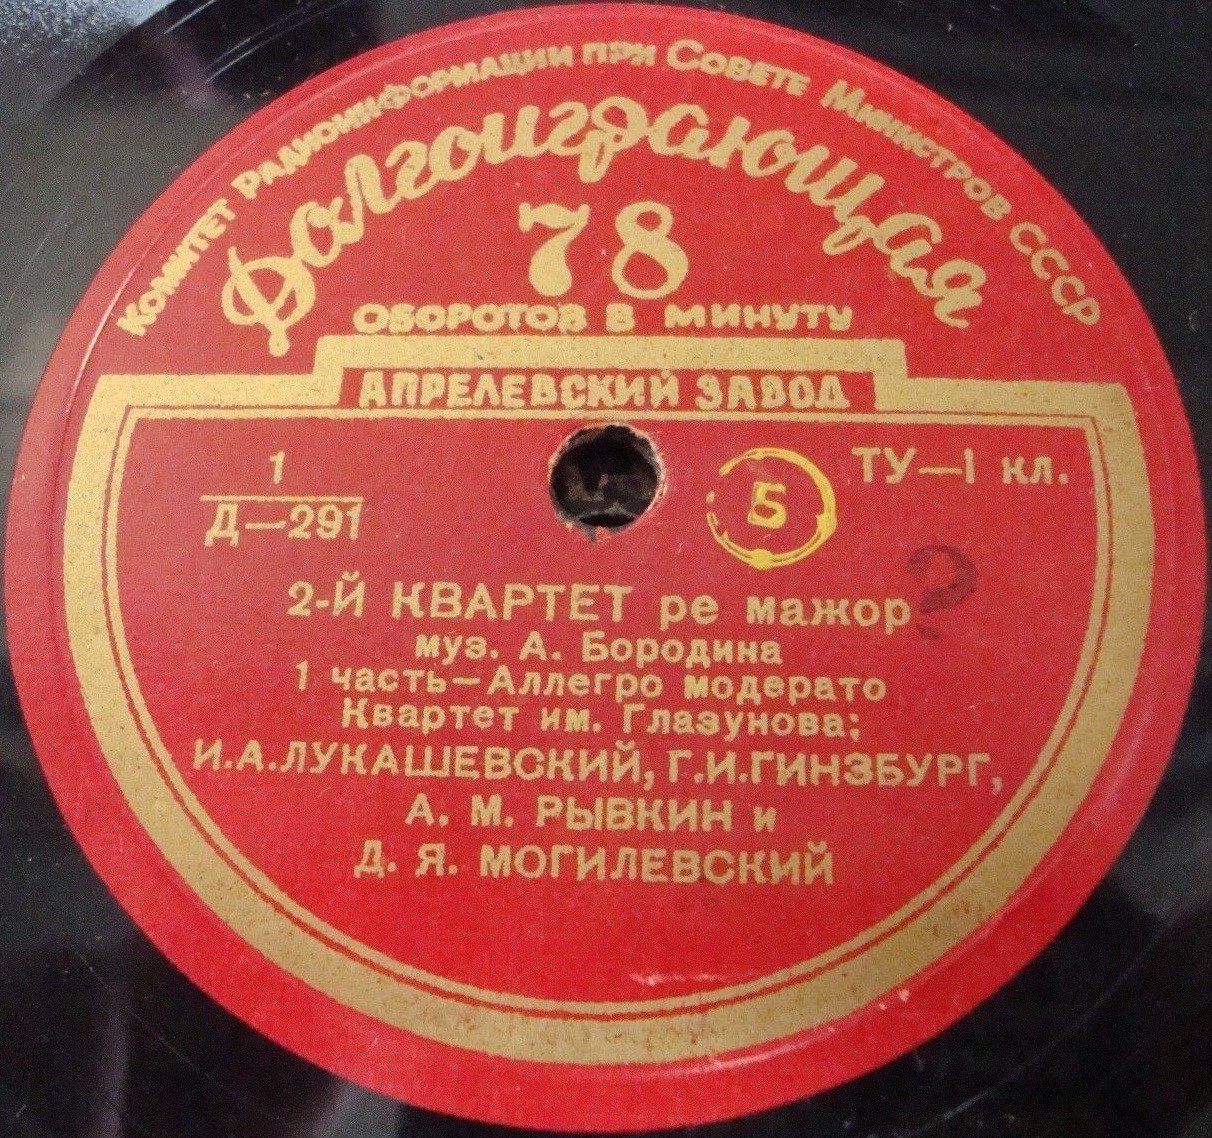 Комитет Радиоинформации при Совете Министров СССР
Долгоиграющая
78
ОБОРОТОВ В МИНУТУ
АПРЕЛЕВСКИЙ ЗАВОД
1
Д—291
Б
ТУ—I кл.
2-Й КВАРТЕТ ре мажор
муз. А. Бородина
1 часть—Аллегро модерато
Квартет им. Глазунова:
И.А.ЛУКАШЕВСКИЙ, Г.И.ГИНЗБУРГ,
А. М. РЫВКИН и
Д. Я. МОГИЛЕВСКИЙ